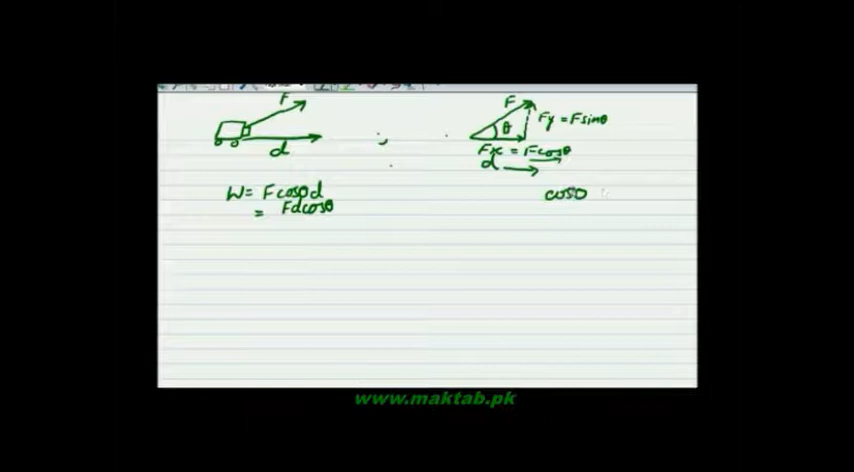 F
d
F
θ
Fy = Fsinθ
Fx = Fcosθ
d
W = Fcosθd
= Fdcosθ
cosθ
www.maktab.pk